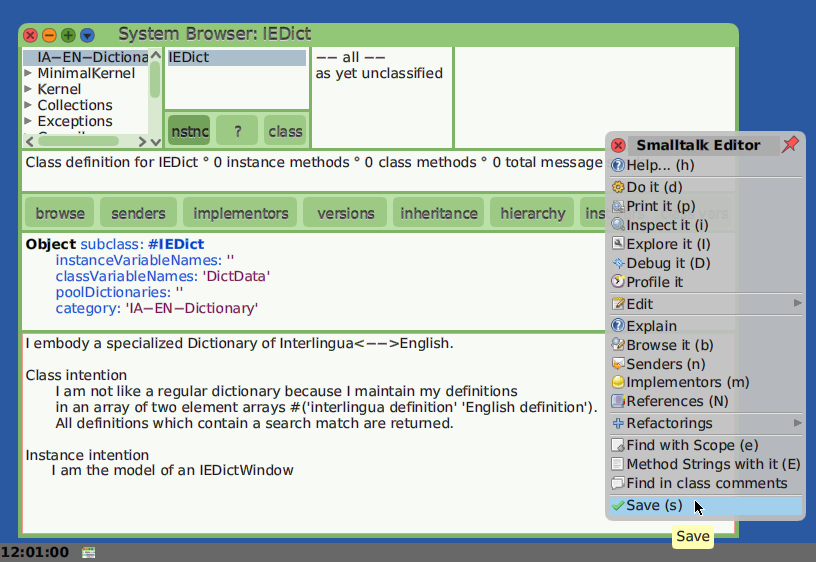 System Browser: IEDict
IA−EN−Dictiona
MinimalKernel
Kernel
Collections
Exceptions
IEDict
nstnc
?
class
−− all −−
as yet unclassified
Class definition for IEDict ° 0 instance methods ° 0 class methods ° 0 total message
browse
senders
implementors
versions
inheritance
hierarchy
Object subclass: #IEDict
instanceVariableNames: ''
classVariableNames: 'DictData'
poolDictionaries: ''
category: 'IA−EN−Dictionary'
I embody a specialized Dictionary of Interlingua<−−>English.
Class intention
I am not like a regular dictionary because I maintain my definitions
in an array of two element arrays #('interlingua definition' 'English definition').
All definitions which contain a search match are returned.
Instance intention
I am the model of an IEDictWindow
Smalltalk Editor
Help... (h)
Do it (d)
Print it (p)
Inspect it (i)
Explore it (I)
Debug it (D)
Profile it
Edit
Explain
Browse it (b)
Senders (n)
Implementors (m)
References (N)
Refactorings
Find with Scope (e)
Method Strings with it (E)
Find in class comments
Save (s)
Save
12:01:00